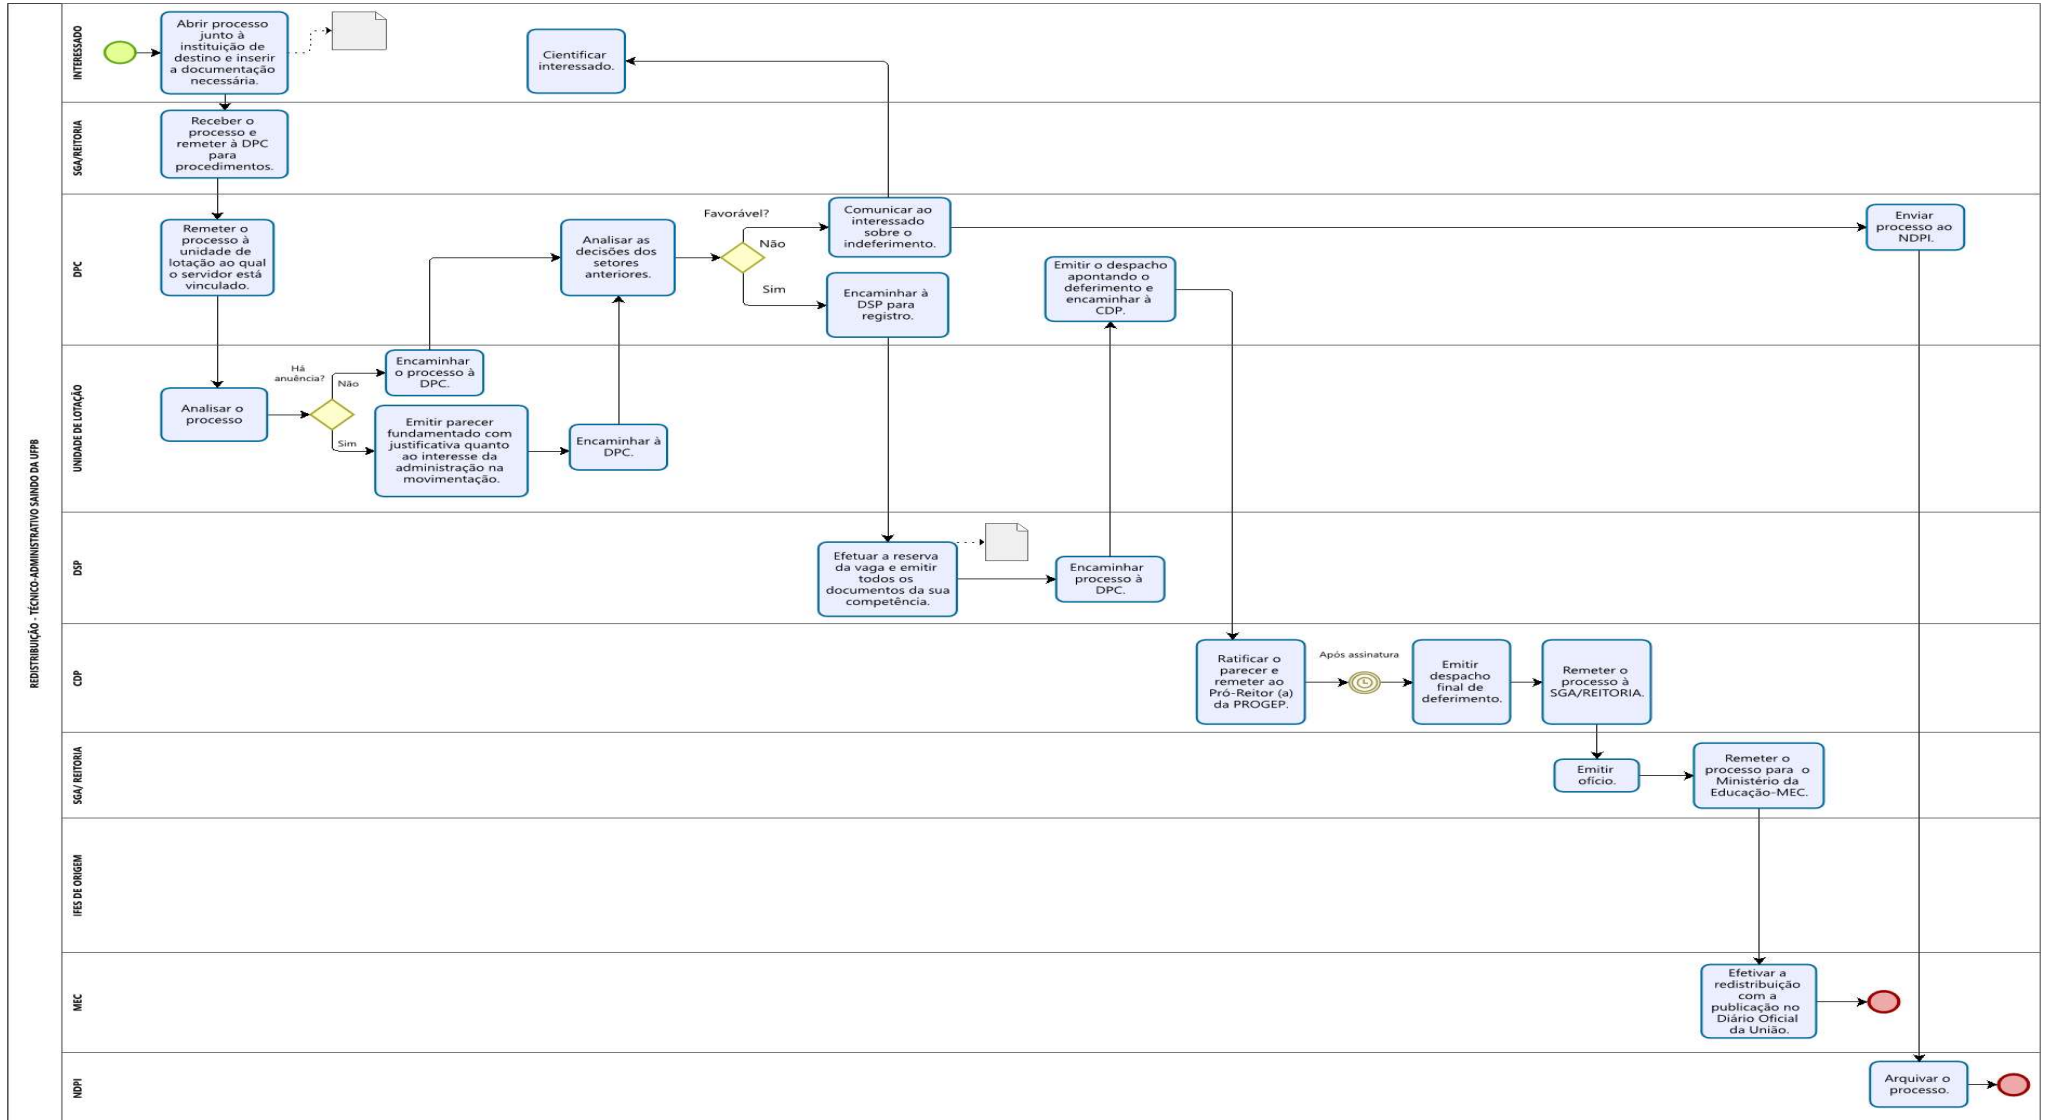 REDISTRIBUIÇÃO - TÉCNICO-ADMINISTRATIVO SAINDO DA UFPB
INTERESSADO
Abrir processo
junto à
instituição de
destino e inserir
a documentação
necessária.
Cientificar
interessado.
SGA/REITORIA
Receber o
processo e
remeter à DPC
para
procedimentos.
DPC
Remeter o
processo à
unidade de
lotação ao qual
o servidor está
vinculado.
Analisar as
decisões dos
setores
anteriores.
Favorável?
Não
Sim
Comunicar ao
interessado
sobre o
indeferimento.
Encaminhar à
DSP para
registro.
Emitir o despacho
apontando o
deferimento e
encaminhar à
CDP.
Enviar
processo ao
NDPI.
UNIDADE DE LOTAÇÃO
Analisar o
processo
Há
anuência?
Não
Sim
Encaminhar
o processo à
DPC.
Emitir parecer
fundamentado com
justificativa quanto
ao interesse da
administração na
movimentação.
Encaminhar à
DPC.
DSP
Efetuar a reserva
da vaga e emitir
todos os
documentos da sua
competência.
Encaminhar
processo à
DPC.
CDP
Ratificar o
parecer e
remeter ao
Pró-Reitor (a)
da PROGEP.
Após assinatura
Emitir
despacho
final de
deferimento.
Remeter o
processo à
SGA/REITORIA.
SGA/ REITORIA
Emitir
ofício.
Remeter o
processo para o
Ministério da
Educação-MEC.
IFES DE ORIGEM
MEC
Efetivar a
redistribuição
com a
publicação no
Diário Oficial
da União.
NDPI
Arquivar o
processo.